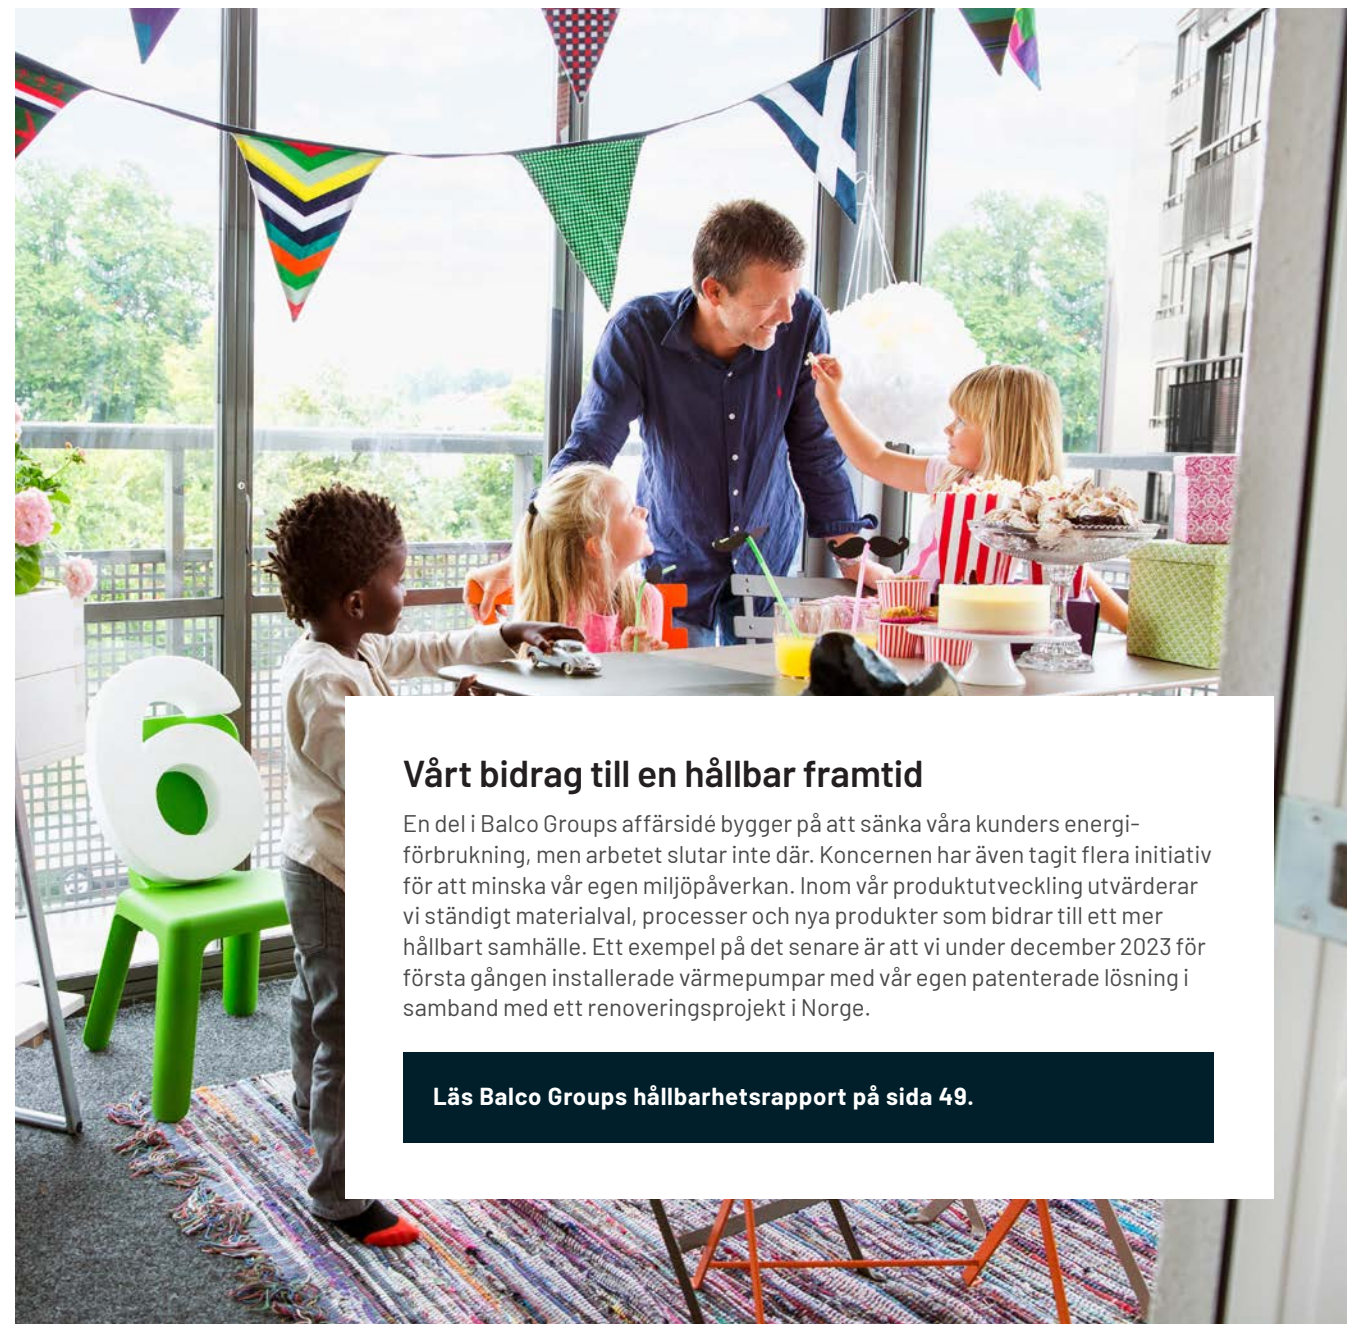 Vårt bidrag till en hållbar framtid
En del i Balco Groups affärsidé bygger på att sänka våra kunders energi-
förbrukning, men arbetet slutar inte där. Koncernen har även tagit flera initiativ
för att minska vår egen miljöpåverkan. Inom vår produktutveckling utvärderar
vi ständigt materialval, processer och nya produkter som bidrar till ett mer
hållbart samhälle. Ett exempel på det senare är att vi under december 2023 för
första gången installerade värmepumpar med vår egen patenterade lösning i
samband med ett renoveringsprojekt i Norge.
Läs Balco Groups hållbarhetsrapport på sida 49.
6